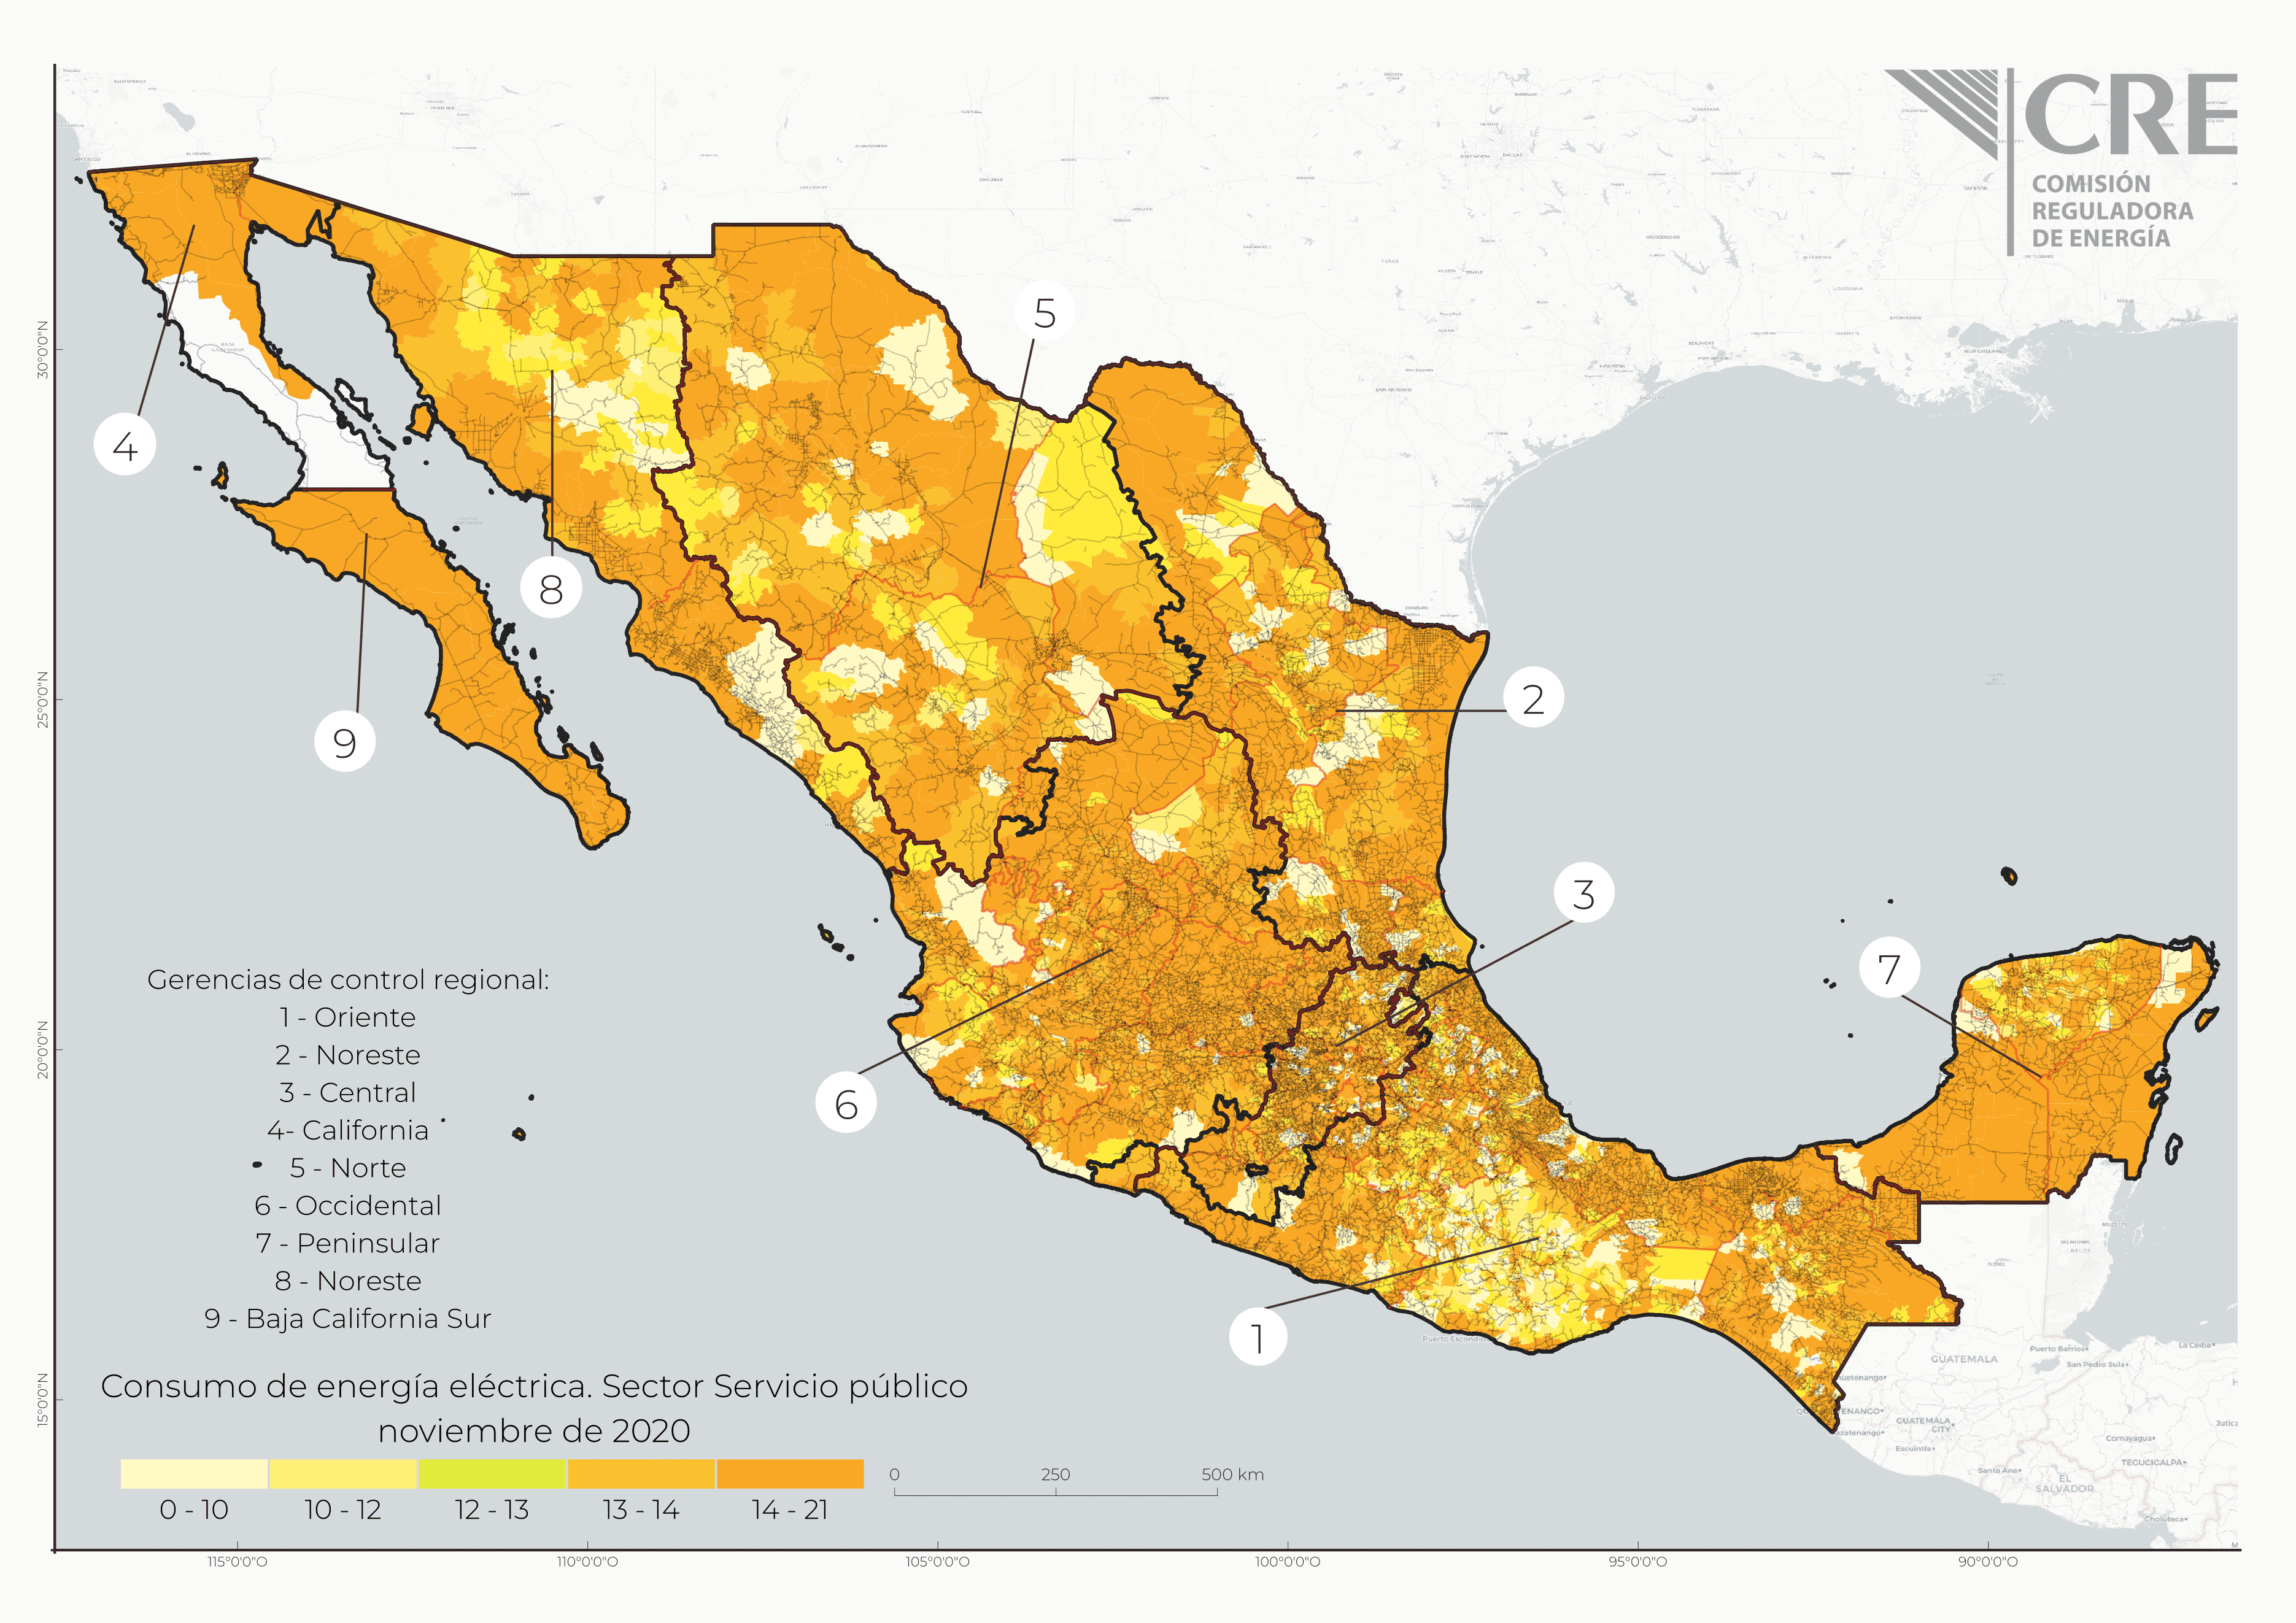 CRE
COMISIÓN
REGULADORA
DE ENERGÍA
30°0'0"N
25°0'0"N
20°0'0"N
15°0'0"N
5
4
8
2
9
3
7
6
1
Gerencias de control regional:
1 - Oriente
2 - Noreste
3 - Central
4- California
5 - Norte
6 - Occidental
7 - Peninsular
8 - Noreste
9 - Baja California Sur
Consumo de energía eléctrica. Sector Servicio público
noviembre de 2020
0 - 10
10 - 12
12 - 13
13 - 14
14 - 21
0
250
500 km
115°0'0"O
110°0'0"O
105°0'0"O
100°0'0"O
95°0'0"O
90°0'0"O
Puerto Escondi
GUATEMALA
Puerto Barrios
San Pedro Sula
La Ceiba
GUATEMALA
CITY
Escuintla
Comayagua
TEGUCIGALPA
Santa Ana
EL
SALVADOR
Choluteca